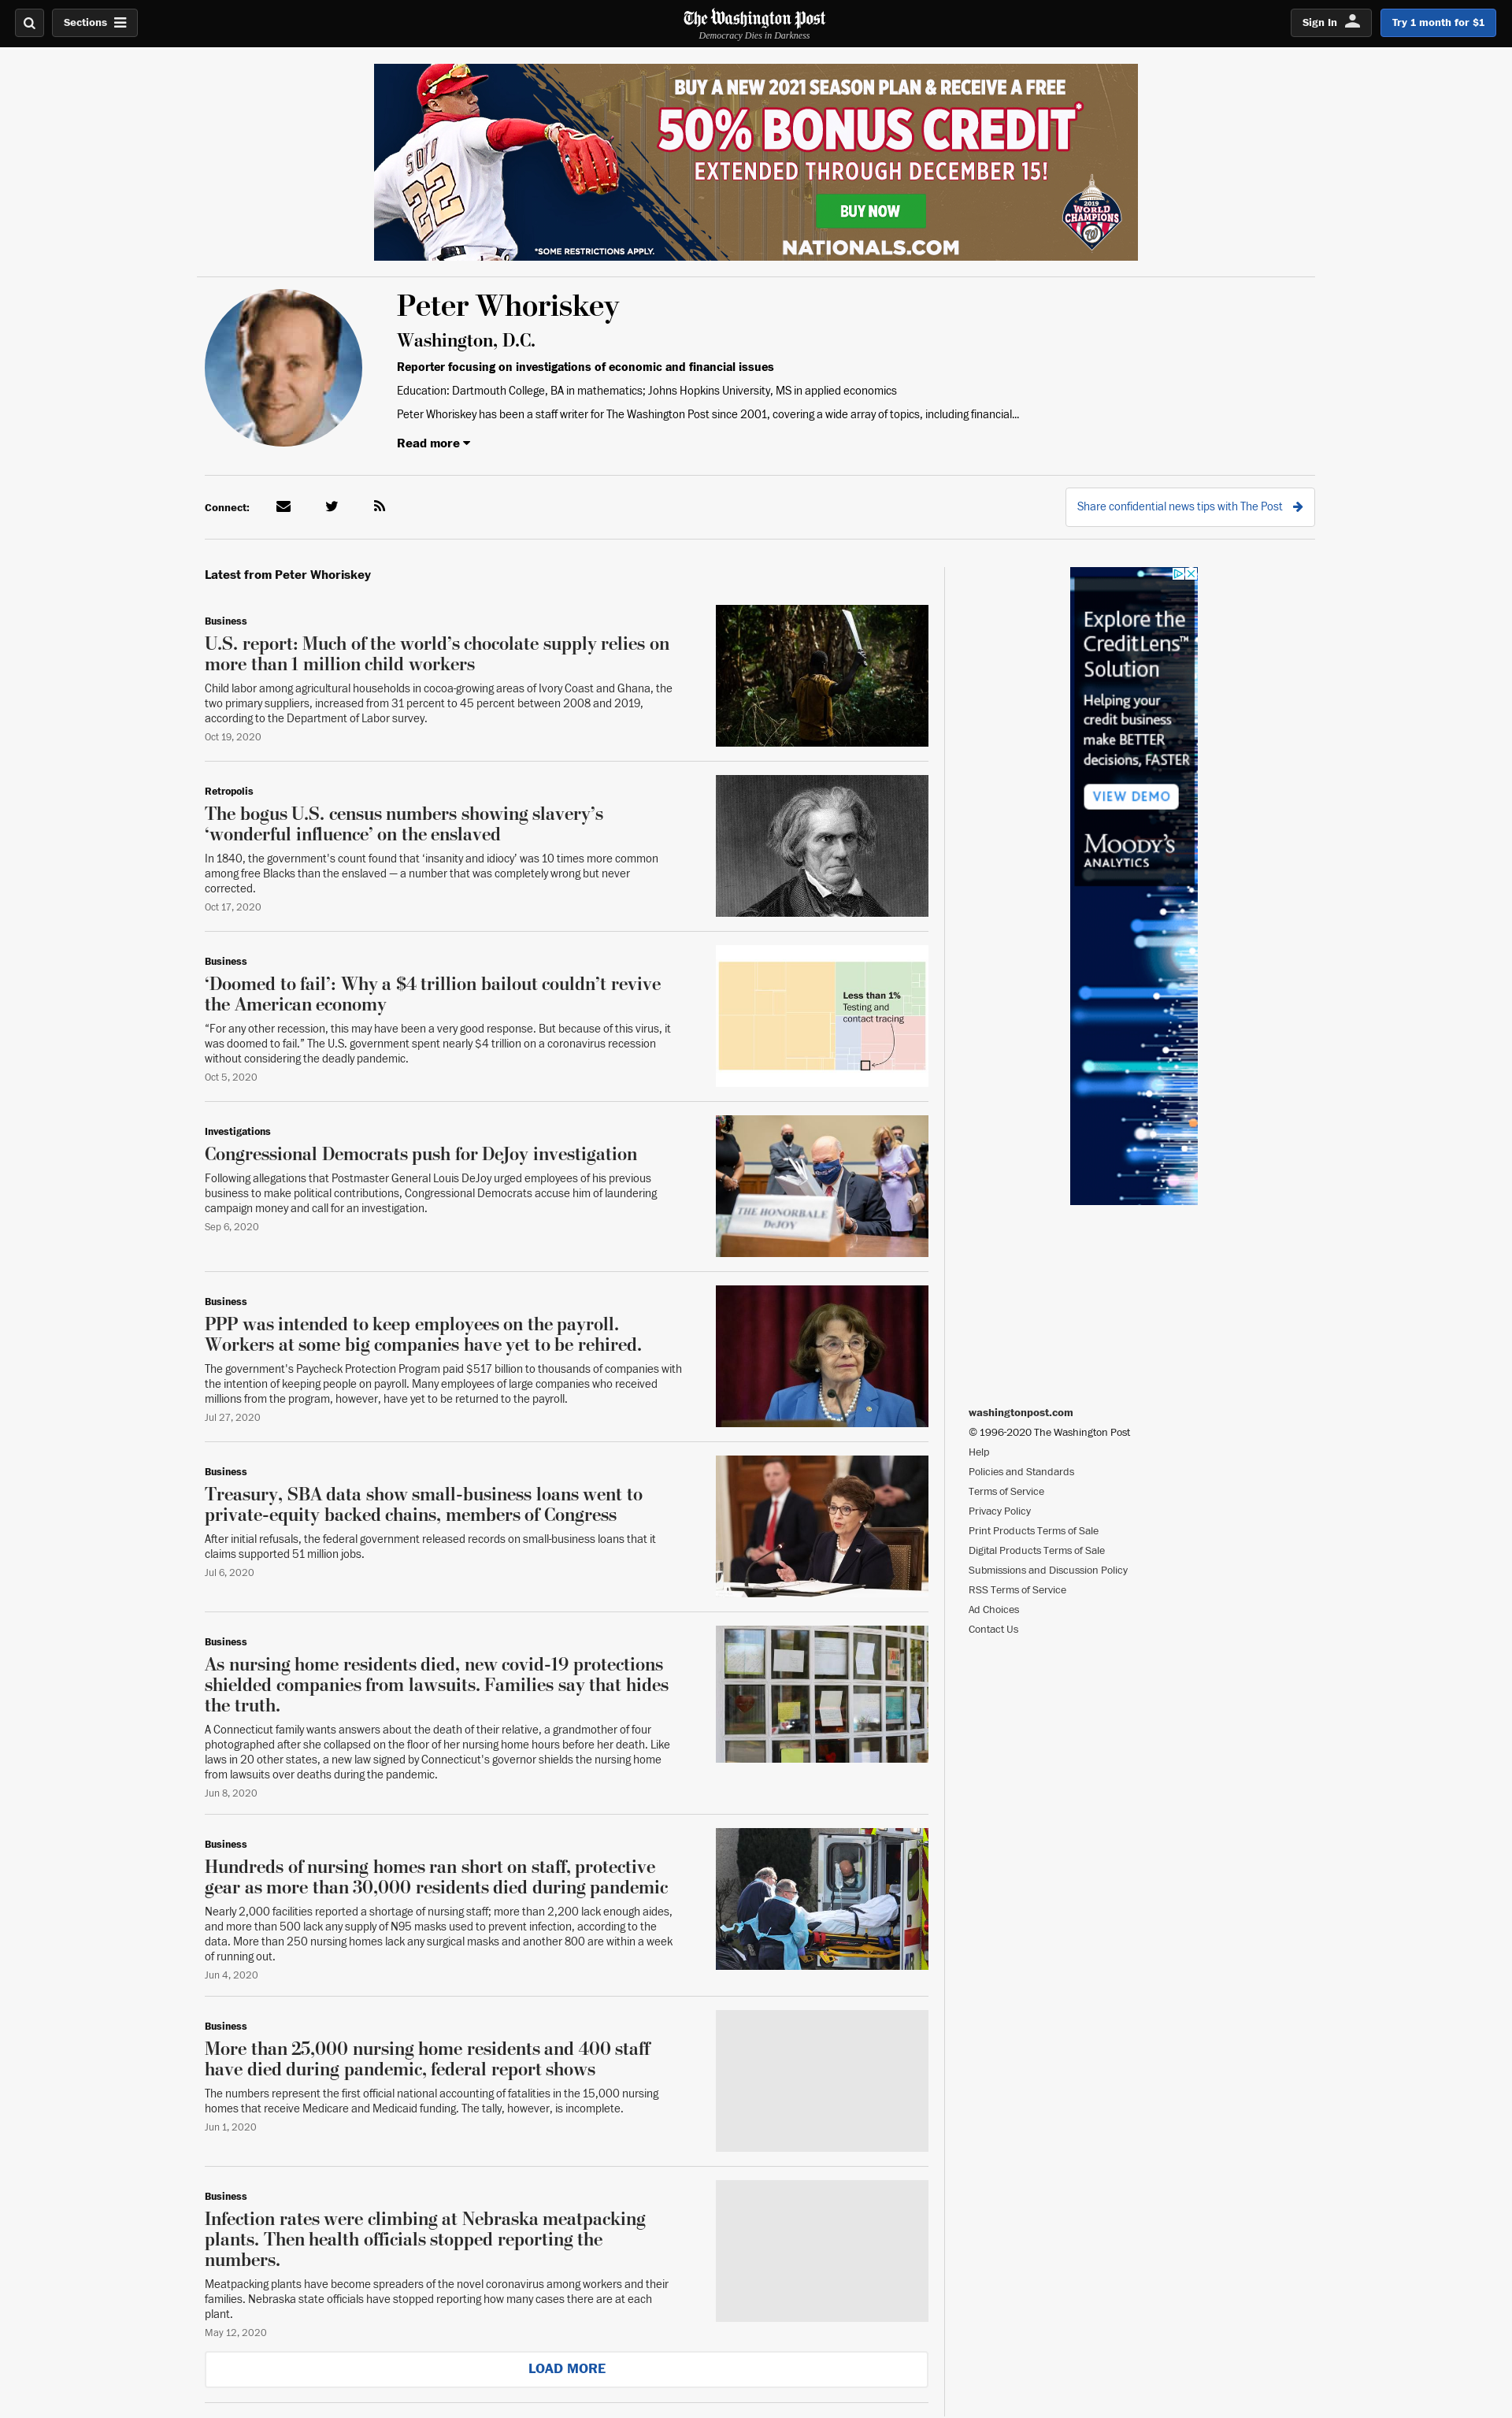 Sections
The Washington Post
Democracy Dies in Darkness
Sign In
Try 1 month for $1
SOTO
22
BUY A NEW 2021 SEASON PLAN & RECEIVE A FREE
50% BONUS CREDIT*
EXTENDED THROUGH DECEMBER 15!
BUY NOW
*SOME RESTRICTIONS APPLY.
NATIONALS.COM
2019
WORLD
CHAMPIONS
W
Peter Whoriskey
Washington, D.C.
Reporter focusing on investigations of economic and financial issues
Education: Dartmouth College, BA in mathematics; Johns Hopkins University, MS in applied economics
Peter Whoriskey has been a staff writer for The Washington Post since 2001, covering a wide array of topics, including financial...
Read more
Connect:
Share confidential news tips with The Post
Latest from Peter Whoriskey
Business
U.S. report: Much of the world’s chocolate supply relies on
more than 1 million child workers
Child labor among agricultural households in cocoa-growing areas of Ivory Coast and Ghana, the
two primary suppliers, increased from 31 percent to 45 percent between 2008 and 2019,
according to the Department of Labor survey.
Oct 19, 2020
Retropolis
The bogus U.S. census numbers showing slavery’s
‘wonderful influence’ on the enslaved
In 1840, the government's count found that ‘insanity and idiocy’ was 10 times more common
among free Blacks than the enslaved — a number that was completely wrong but never
corrected.
Oct 17, 2020
Business
‘Doomed to fail’: Why a $4 trillion bailout couldn’t revive
the American economy
“For any other recession, this may have been a very good response. But because of this virus, it
was doomed to fail.” The U.S. government spent nearly $4 trillion on a coronavirus recession
without considering the deadly pandemic.
Oct 5, 2020
Less than 1%
Testing and
contact tracing
Investigations
Congressional Democrats push for DeJoy investigation
Following allegations that Postmaster General Louis DeJoy urged employees of his previous
business to make political contributions, Congressional Democrats accuse him of laundering
campaign money and call for an investigation.
Sep 6, 2020
THE HONORBALE
DeJOY
Business
PPP was intended to keep employees on the payroll.
Workers at some big companies have yet to be rehired.
The government's Paycheck Protection Program paid $517 billion to thousands of companies with
the intention of keeping people on payroll. Many employees of large companies who received
millions from the program, however, have yet to be returned to the payroll.
Jul 27, 2020
Business
Treasury, SBA data show small-business loans went to
private-equity backed chains, members of Congress
After initial refusals, the federal government released records on small-business loans that it
claims supported 51 million jobs.
Jul 6, 2020
Business
As nursing home residents died, new covid-19 protections
shielded companies from lawsuits. Families say that hides
the truth.
A Connecticut family wants answers about the death of their relative, a grandmother of four
photographed after she collapsed on the floor of her nursing home hours before her death. Like
laws in 20 other states, a new law signed by Connecticut's governor shields the nursing home
from lawsuits over deaths during the pandemic.
Jun 8, 2020
Business
Hundreds of nursing homes ran short on staff, protective
gear as more than 30,000 residents died during pandemic
Nearly 2,000 facilities reported a shortage of nursing staff; more than 2,200 lack enough aides,
and more than 500 lack any supply of N95 masks used to prevent infection, according to the
data. More than 250 nursing homes lack any surgical masks and another 800 are within a week
of running out.
Jun 4, 2020
Business
More than 25,000 nursing home residents and 400 staff
have died during pandemic, federal report shows
The numbers represent the first official national accounting of fatalities in the 15,000 nursing
homes that receive Medicare and Medicaid funding. The tally, however, is incomplete.
Jun 1, 2020
Business
Infection rates were climbing at Nebraska meatpacking
plants. Then health officials stopped reporting the
numbers.
Meatpacking plants have become spreaders of the novel coronavirus among workers and their
families. Nebraska state officials have stopped reporting how many cases there are at each
plant.
May 12, 2020
LOAD MORE
Explore the
CreditLens™
Solution
Helping your
credit business
make BETTER
decisions, FASTER
VIEW DEMO
MOODY'S
ANALYTICS
washingtonpost.com
© 1996-2020 The Washington Post
Help
Policies and Standards
Terms of Service
Privacy Policy
Print Products Terms of Sale
Digital Products Terms of Sale
Submissions and Discussion Policy
RSS Terms of Service
Ad Choices
Contact Us